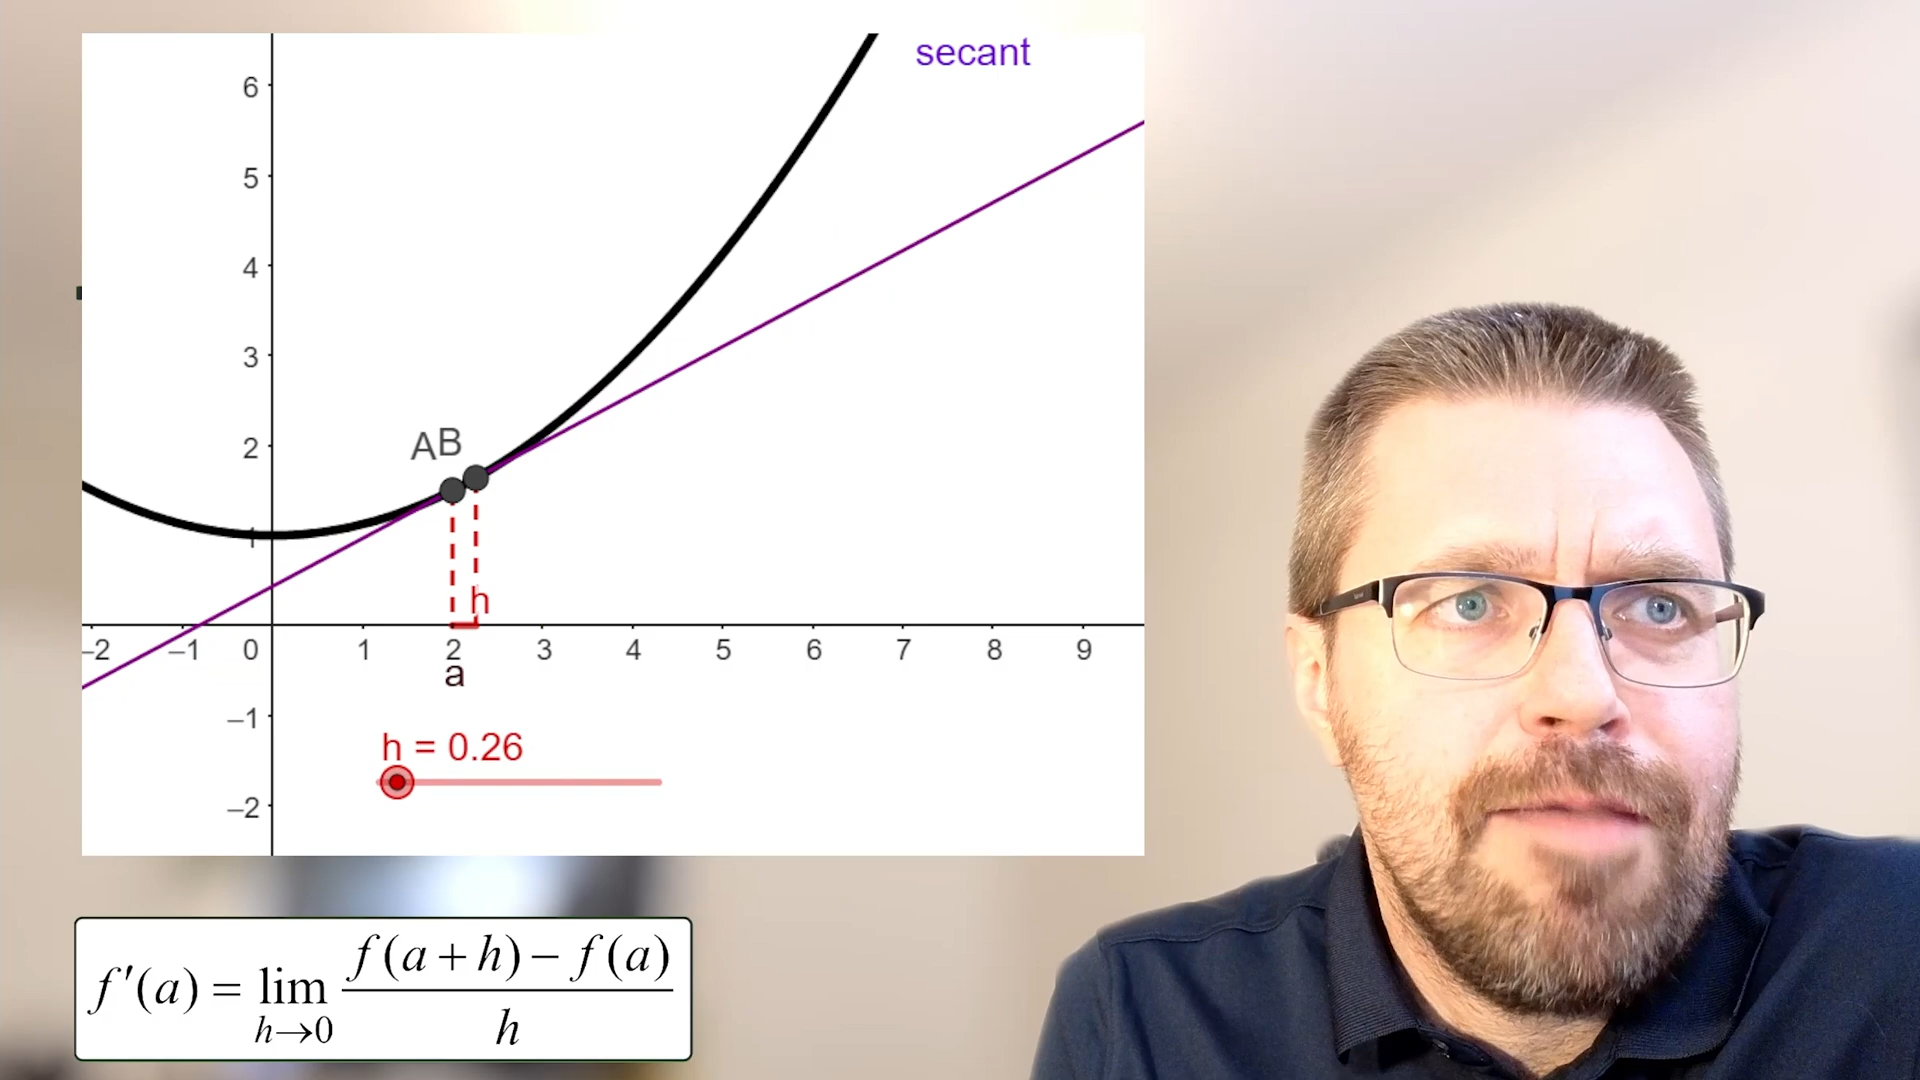 secant
6
5
4
3
2
1
AB
h
–2 –1 0 1 2 3 4 5 6 7 8 9
a
–1
h = 0.26
–2
f′(a) = lim h→0 f(a+h) – f(a) / h